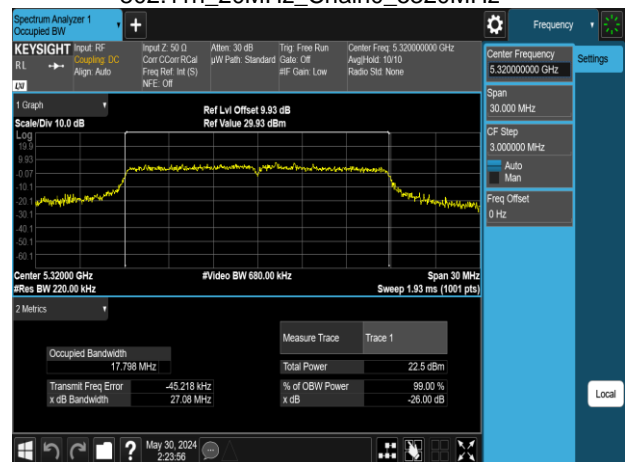 802.11n_20MHz_Chain0_5320MHz
Spectrum Analyzer 1
Occupied BW
Frequency
KEYSIGHT
RL
Input: RF
Coupling: DC
Align: Auto
Input Z: 50 Ω
Corr CCorr RCal
Freq Ref: Int (S)
NFE: Off
Atten: 30 dB
µW Path: Standard
Trig: Free Run
Gate: Off
#IF Gain: Low
Center Freq: 5.320000000 GHz
Avg|Hold: 10/10
Radio Std: None
Center Frequency
5.320000000 GHz
Settings
Span
30.000 MHz
CF Step
3.000000 MHz
Auto
Man
Freq Offset
0 Hz
1 Graph
Scale/Div 10.0 dB
Ref Lvl Offset 9.93 dB
Ref Value 29.93 dBm
Log
19.9
9.93
-0.07
-10.1
-20.1
-30.1
-40.1
-50.1
-60.1
Center 5.32000 GHz
#Video BW 680.00 kHz
Span 30 MHz
#Res BW 220.00 kHz
Sweep 1.93 ms (1001 pts)
2 Metrics
Measure Trace
Trace 1
Occupied Bandwidth
17.798 MHz
Total Power
22.5 dBm
Transmit Freq Error
-45.218 kHz
% of OBW Power
99.00 %
x dB Bandwidth
27.08 MHz
x dB
-26.00 dB
Local
May 30, 2024
2:23:56